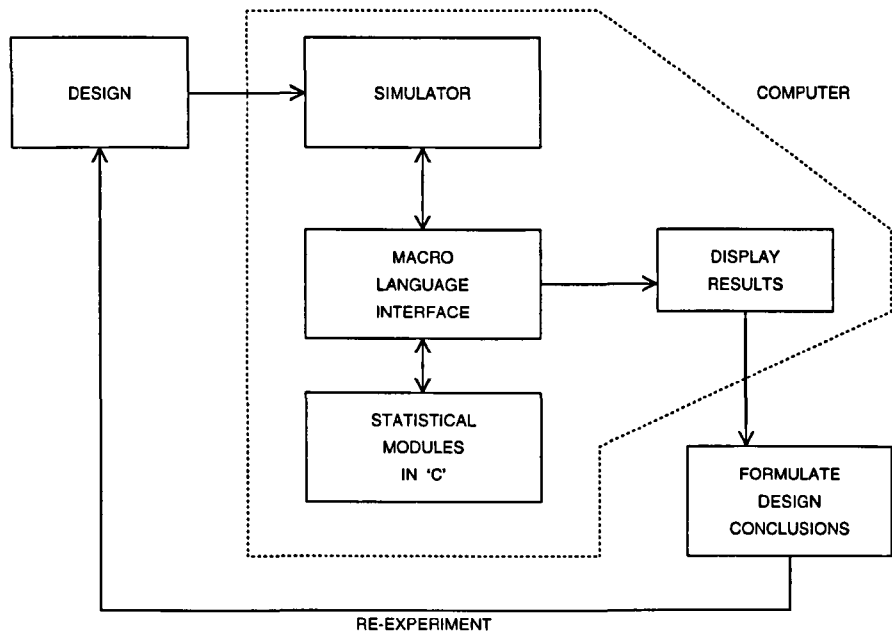 DESIGN
SIMULATOR
COMPUTER
MACRO
LANGUAGE
INTERFACE
DISPLAY
RESULTS
STATISTICAL
MODULES
IN ‘C’
FORMULATE
DESIGN
CONCLUSIONS
RE-EXPERIMENT